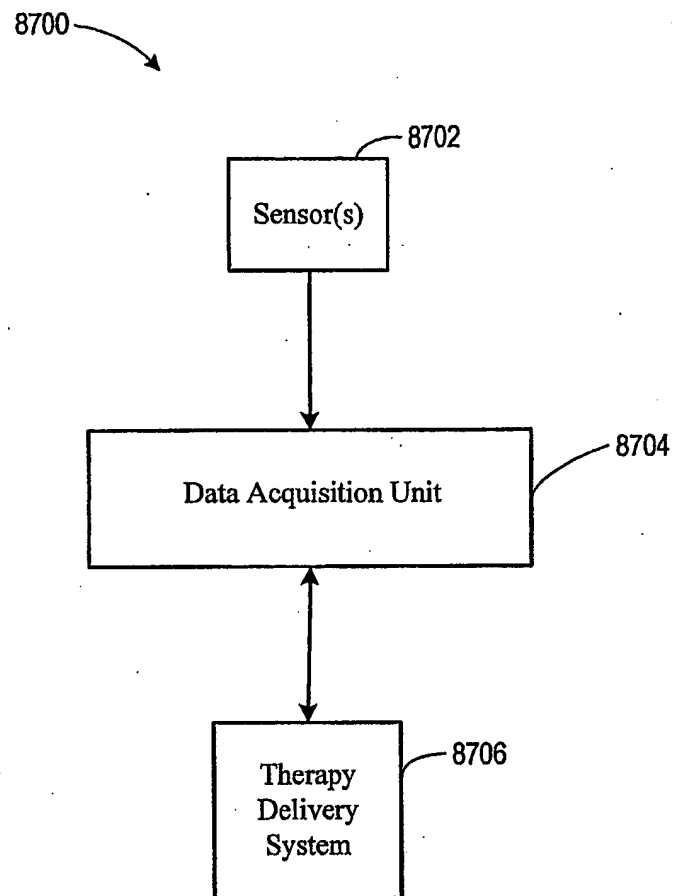 8700
8702
Sensor(s)
8704
Data Acquisition Unit
8706
Therapy
Delivery
System